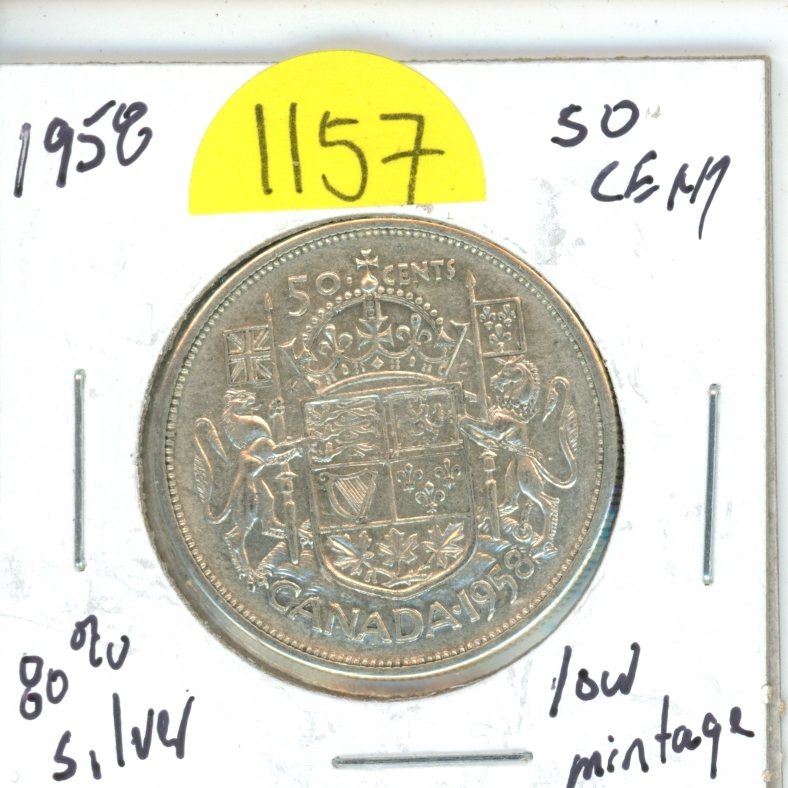 1958
1157
50
CENT
50 CENTS
CANADA·1958
80%
silver
low
mintage